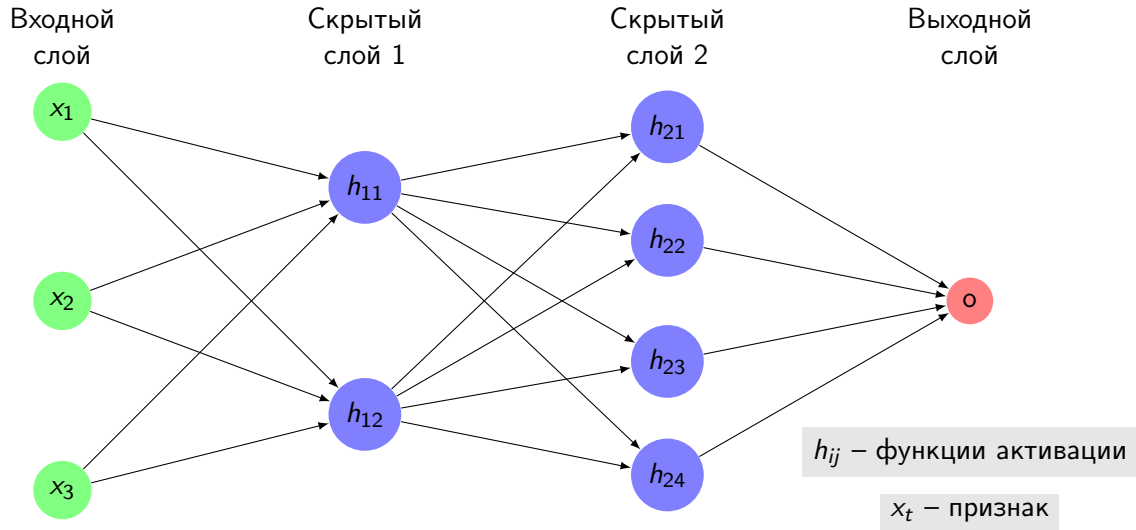 Входной
слой
Скрытый
слой 1
Скрытый
слой 2
Выходной
слой
x₁
x₂
x₃
h₁₁
h₁₂
h₂₁
h₂₂
h₂₃
h₂₄
o
hᵢⱼ – функции активации
xₜ – признак